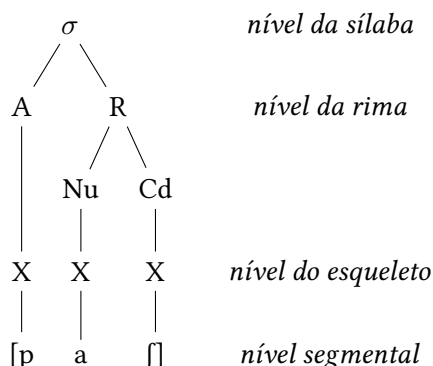 σ nível da sílaba
A R nível da rima
Nu Cd
X X X nível do esqueleto
[p a ʃ] nível segmental